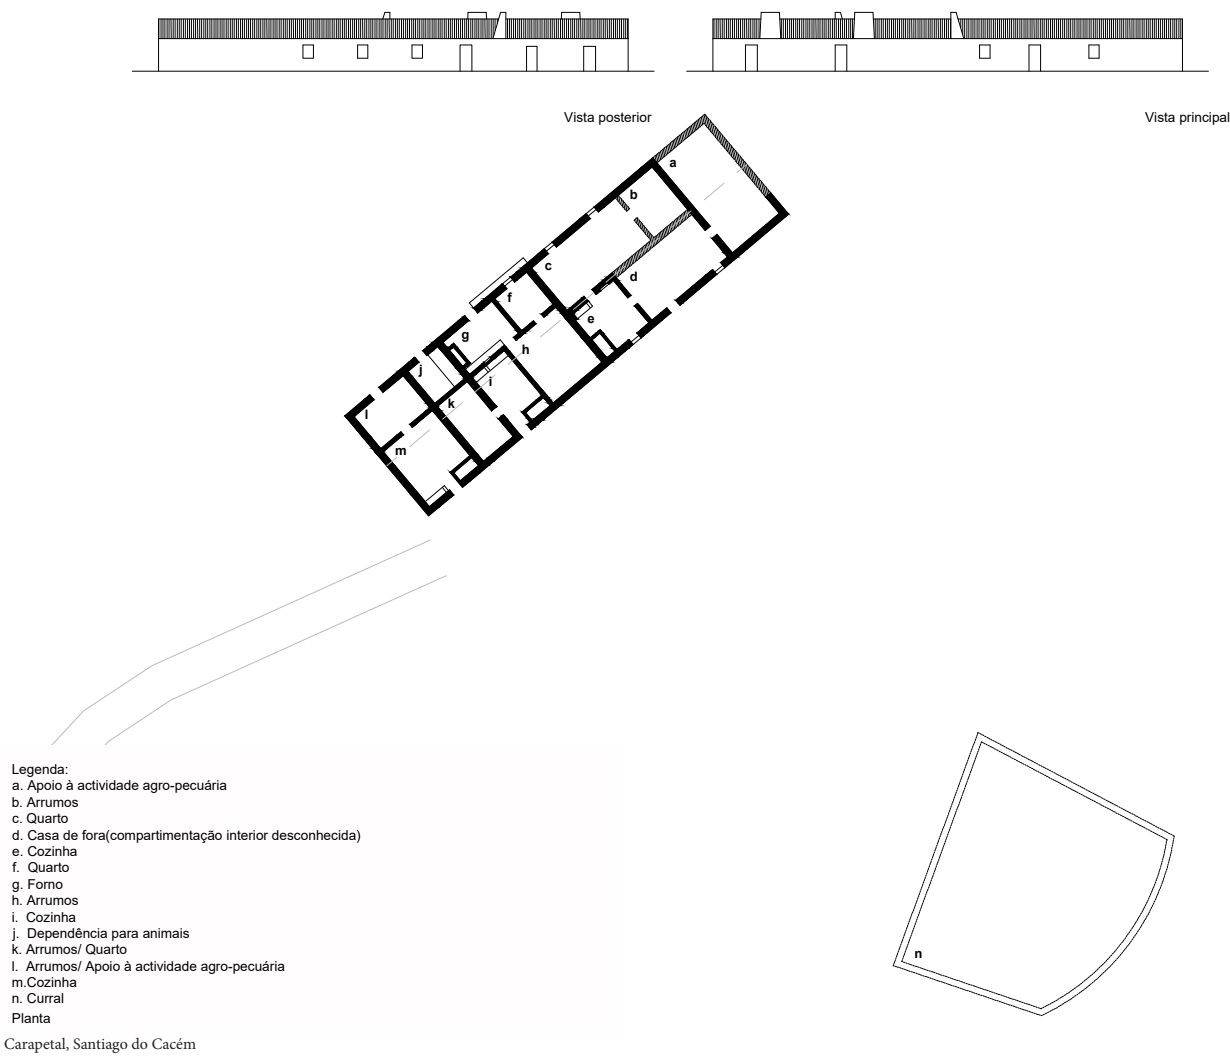 Vista posterior
Vista principal
a
b
c
d
f
e
g
h
j
i
k
l
m
n
Legenda:
a. Apoio à actividade agro-pecuária
b. Arrumos
c. Quarto
d. Casa de fora(compartimentação interior desconhecida)
e. Cozinha
f. Quarto
g. Forno
h. Arrumos
i. Cozinha
j. Dependência para animais
k. Arrumos/ Quarto
l. Arrumos/ Apoio à actividade agro-pecuária
m.Cozinha
n. Curral
Planta
Carapetal, Santiago do Cacém